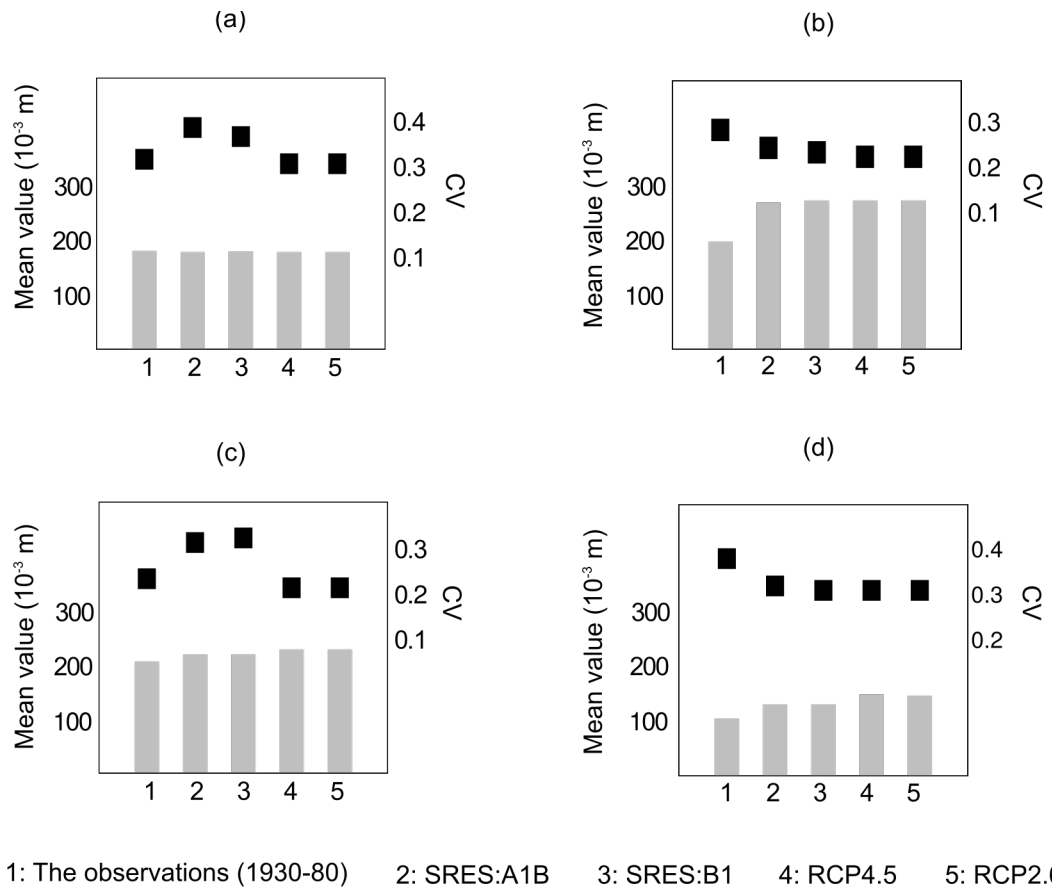 (a)
(b)
Mean value (10⁻³ m)
300
200
100
0.4
0.3
0.2
0.1
CV
1 2 3 4 5
Mean value (10⁻³ m)
300
200
100
0.3
0.2
0.1
CV
1 2 3 4 5
(c)
(d)
Mean value (10⁻³ m)
300
200
100
0.3
0.2
0.1
CV
1 2 3 4 5
Mean value (10⁻³ m)
300
200
100
0.4
0.3
0.2
CV
1 2 3 4 5
1: The observations (1930-80) 2: SRES:A1B 3: SRES:B1 4: RCP4.5 5: RCP2.